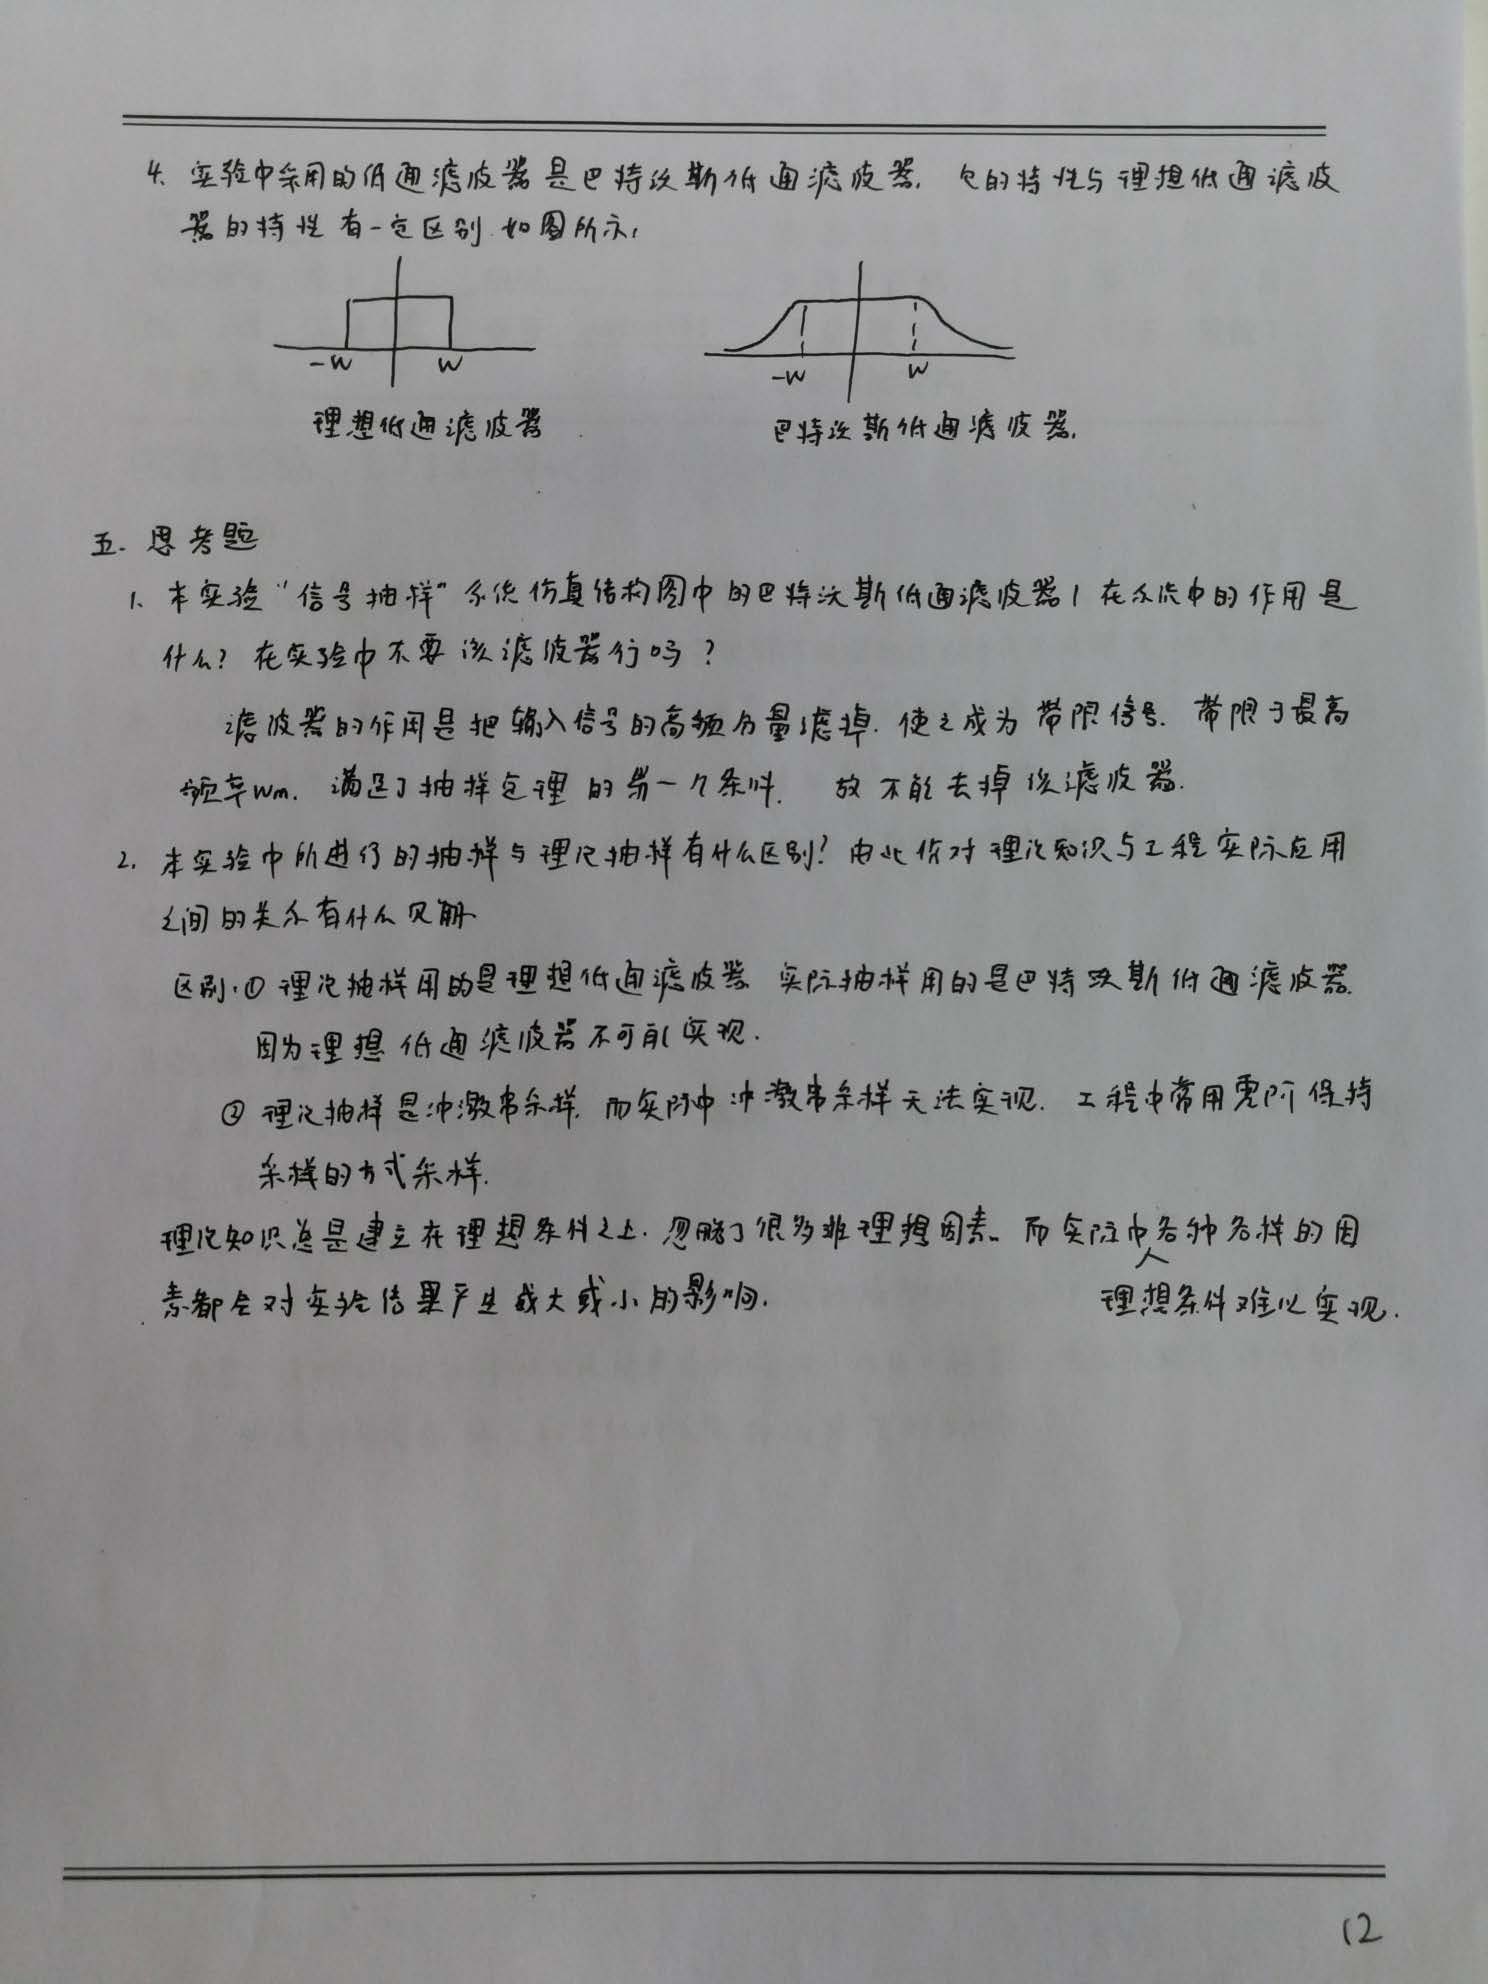 4. 实验中采用的低通滤波器是巴特沃斯低通滤波器. 它的特性与理想低通滤波
器的特性有一定区别. 如图所示,
-W W
-W W
理想低通滤波器
巴特沃斯低通滤波器.
五. 思考题
1. 本实验“信号抽样”系统仿真结构图中的巴特沃斯低通滤波器1在系统中的作用是
什么? 在实验中不要该滤波器行吗?
滤波器的作用是把输入信号的高频分量滤掉. 使之成为带限信号. 带限于最高
频率Wm. 满足了抽样定理的第一个条件. 故不能去掉该滤波器.
2. 本实验中所进行的抽样与理论抽样有什么区别? 由此你对理论知识与工程实际应用
之间的关系有什么见解.
区别.① 理论抽样用的是理想低通滤波器 实际抽样用的是巴特沃斯低通滤波器.
因为理想低通滤波器不可能实现.
② 理论抽样是冲激串采样. 而实际中冲激串采样无法实现. 工程中常用零阶保持
采样的方式采样.
理论知识总是建立在理想条件之上. 忽略了很多非理想因素. 而实际中各种各样的因
素都会对实验结果产生或大或小的影响.
理想条件难以实现.
12